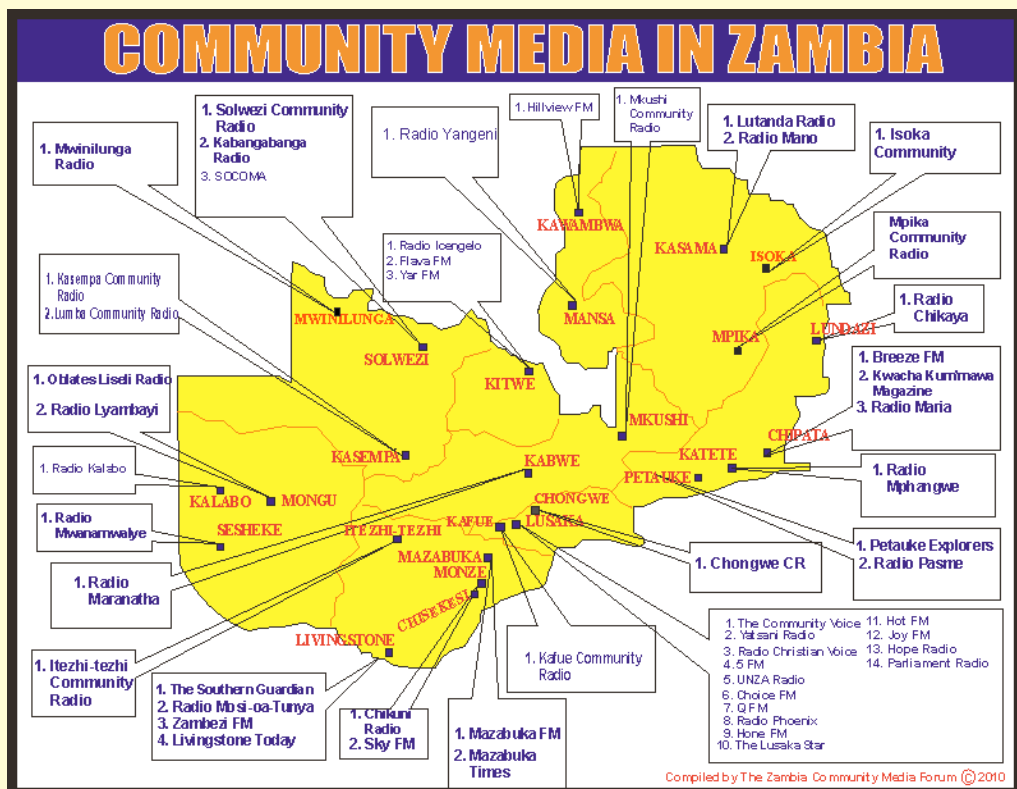 COMMUNITY MEDIA IN ZAMBIA
1. Mwinilunga
Radio
1. Solwezi Community
Radio
2. Kabangabanga
Radio
3. SOCOMA
1. Radio Yangeni
1. Hillview FM
1. Mkushi
Community
Radio
1. Lutanda Radio
2. Radio Mano
1. Isoka
Community
Mpika
Community
Radio
1. Radio Icengelo
2. Flava FM
3. Yar FM
1. Kasempa Community
Radio
2. Lumba Community Radio
1. Radio
Chikaya
1. Breeze FM
2. Kwacha Kum'mawa
Magazine
3. Radio Maria
1. Oblates Liseli Radio
2. Radio Lyambayi
1. Radio Kalabo
1. Radio
Mwanamwalye
1. Radio
Maranatha
1. Radio
Mphangwe
1. Petauke Explorers
2. Radio Pasme
1. Chongwe CR
KAWAMBWA
KASAMA
ISOKA
MANSA
MWINILUNGA
SOLWEZI
MPIKA
LUNDAZI
KITWE
MKUSHI
CHIPATA
KASEMPA
KATETE
KABWE
PETAUKE
KALABO
MONGU
CHONGWE
SESHEKE
ITEZHI-TEZHI
KAFUE
LUSAKA
MAZABUKA
MONZE
CHISEKESI
LIVINGSTONE
1. Itezhi-tezhi
Community
Radio
1. The Southern Guardian
2. Radio Mosi-oa-Tunya
3. Zambezi FM
4. Livingstone Today
1. Chikuni
Radio
2. Sky FM
1. Mazabuka FM
2. Mazabuka
Times
1. Kafue Community
Radio
1. The Community Voice
2. Yatsani Radio
3. Radio Christian Voice
4. 5 FM
5. UNZA Radio
6. Choice FM
7. Q FM
8. Radio Phoenix
9. Hone FM
10. The Lusaka Star
11. Hot FM
12. Joy FM
13. Hope Radio
14. Parliament Radio
Compiled by The Zambia Community Media Forum © 2010